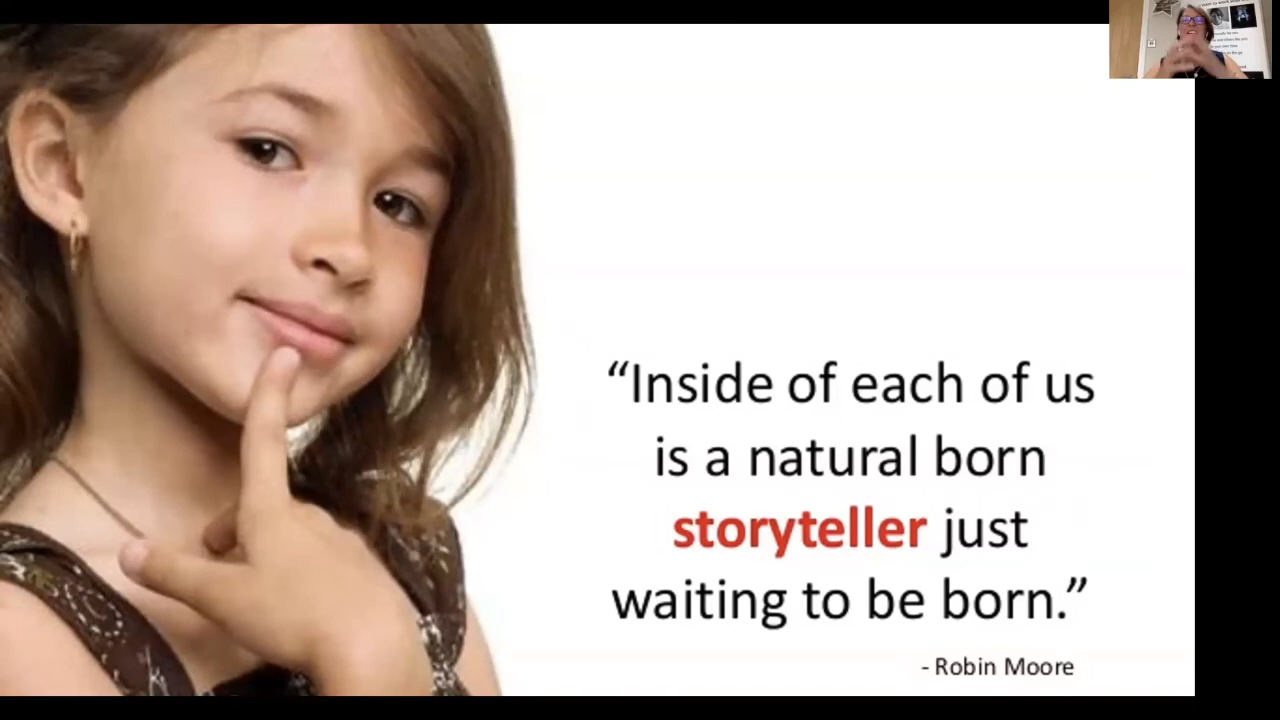 “Inside of each of us
is a natural born
storyteller just
waiting to be born.”
- Robin Moore